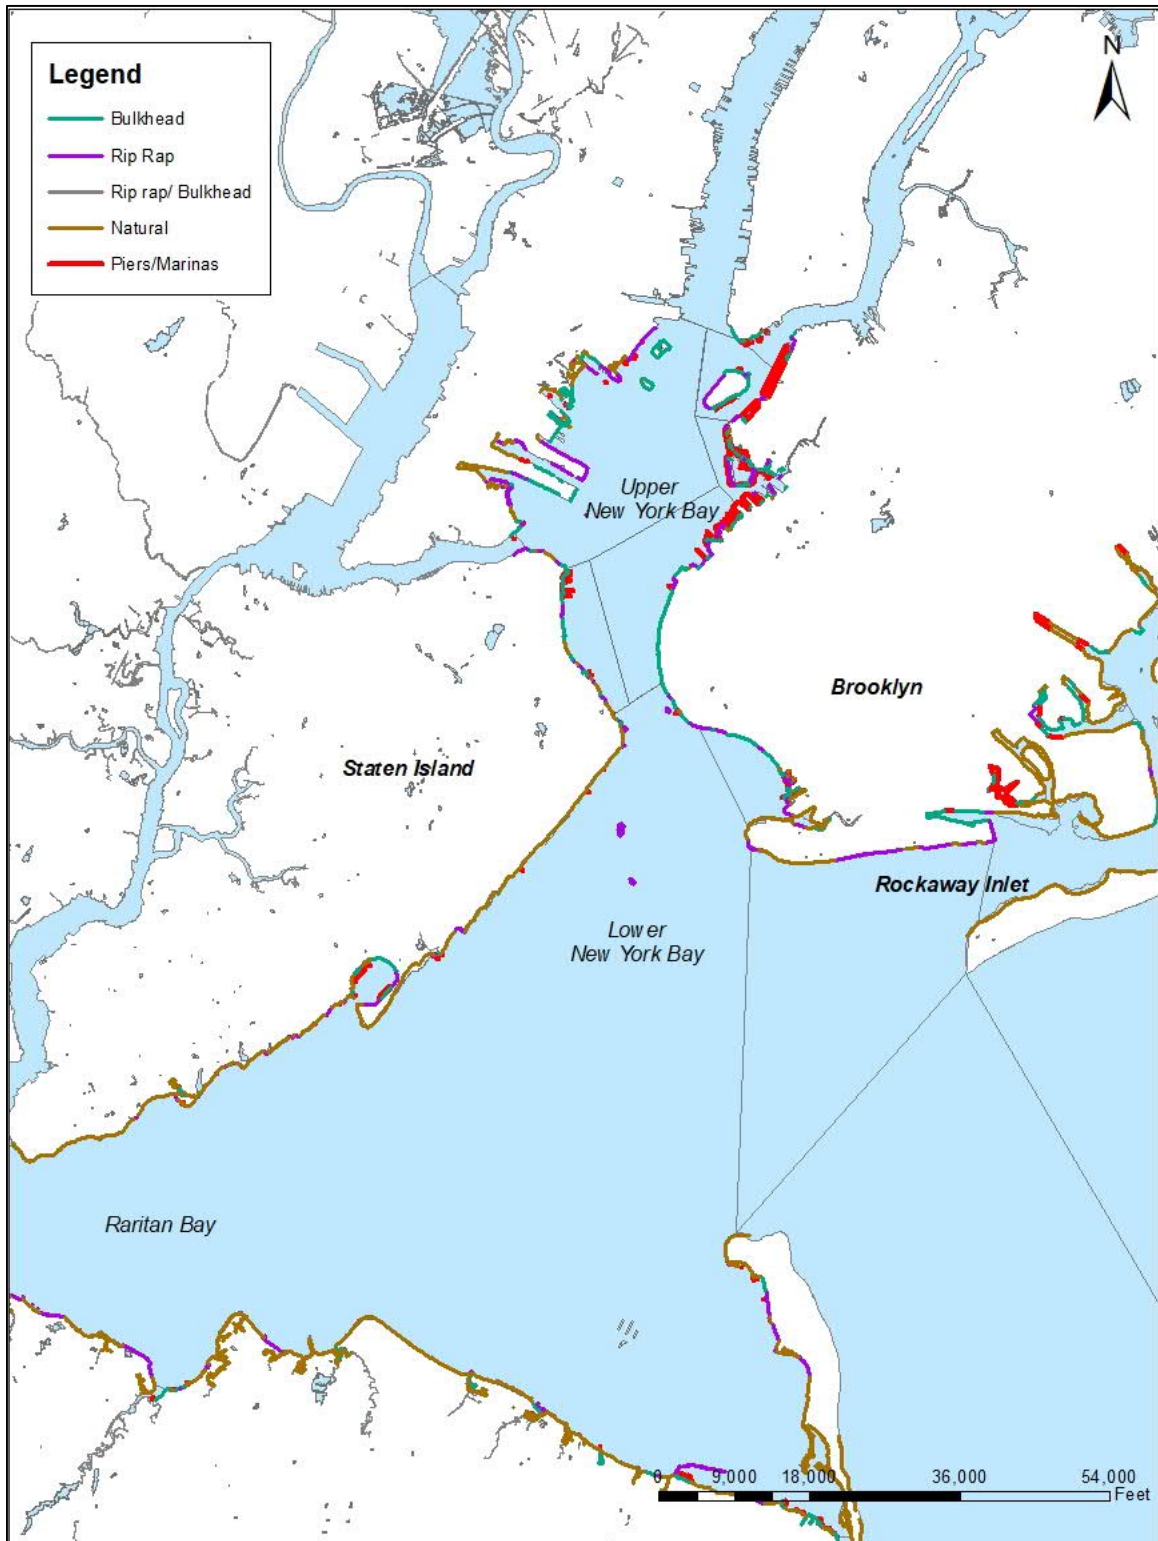 N
Legend
Bulkhead
Rip Rap
Rip rap/ Bulkhead
Natural
Piers/Marinas
Upper
New York Bay
Brooklyn
Staten Island
Rockaway Inlet
Lower
New York Bay
Raritan Bay
0 9,000 18,000 36,000 54,000
Feet